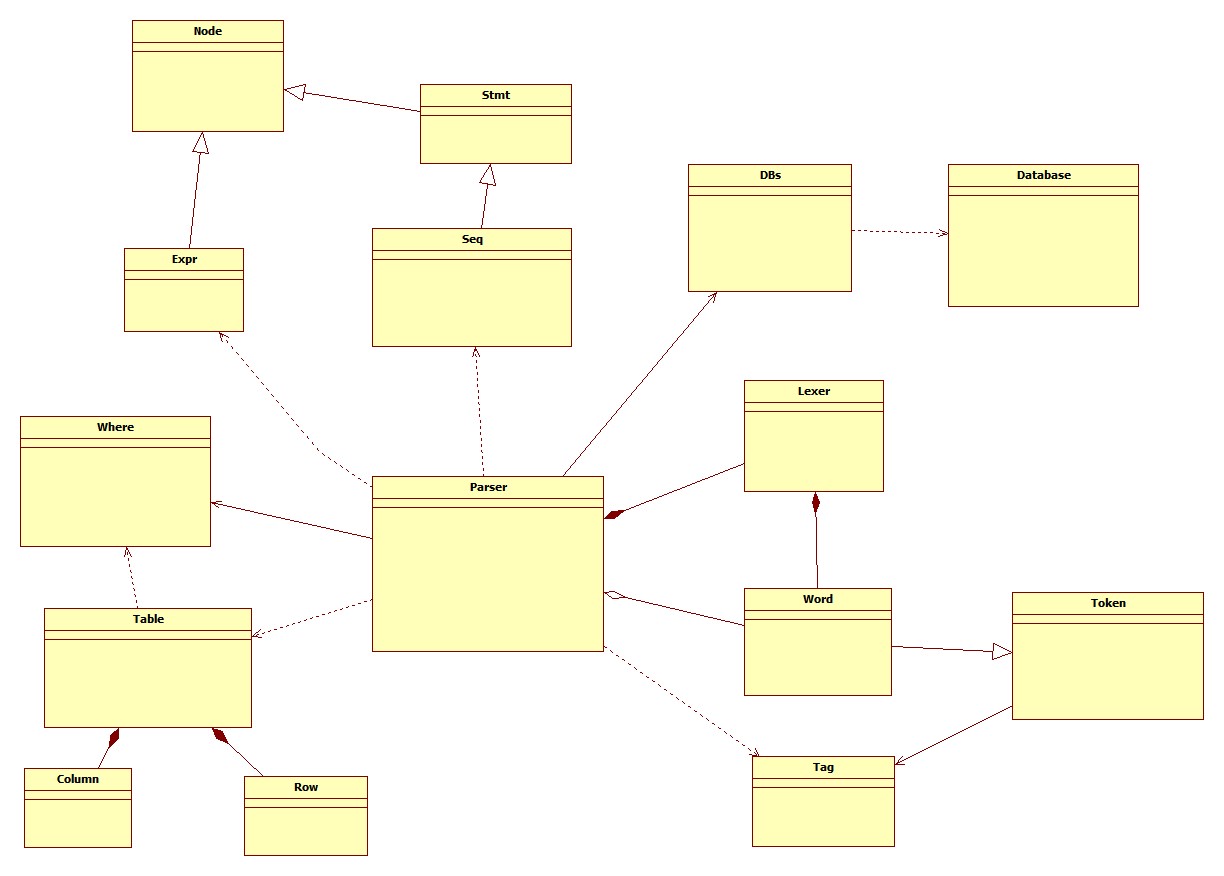 Node
Stmt
DBs
Database
Seq
Expr
Lexer
Where
Parser
Word
Token
Table
Tag
Column
Row